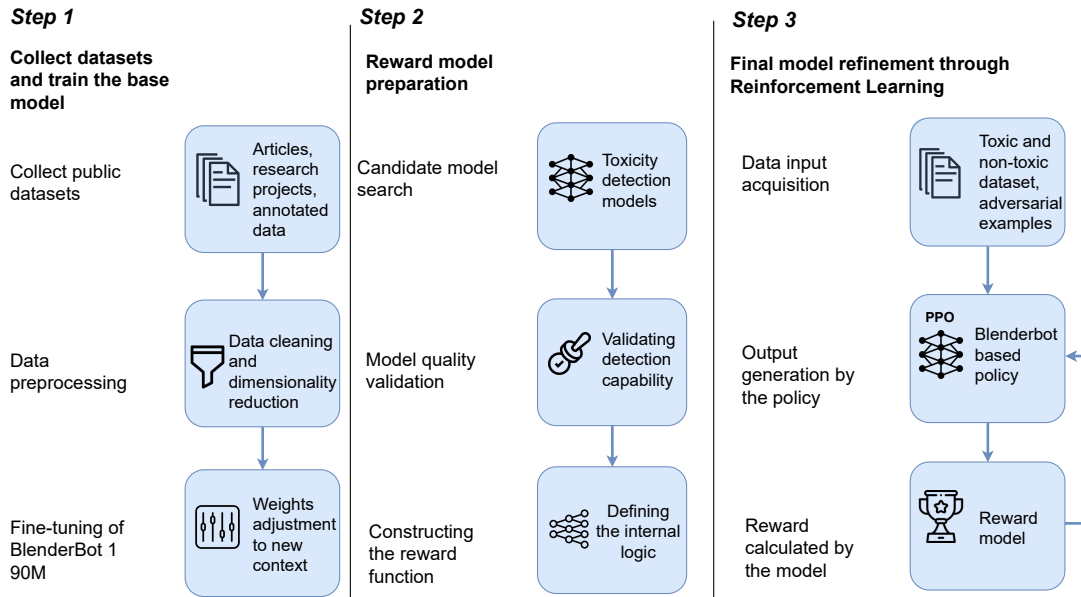 Step 1
Collect datasets
and train the base
model
Collect public
datasets
Articles,
research
projects,
annotated
data
Data
preprocessing
Data cleaning
and
dimensionality
reduction
Fine-tuning of
BlenderBot 1
90M
Weights
adjustment
to new
context
Step 2
Reward model
preparation
Candidate model
search
Toxicity
detection
models
Model quality
validation
Validating
detection
capability
Constructing
the reward
function
Defining
the internal
logic
Step 3
Final model refinement through
Reinforcement Learning
Data input
acquisition
Toxic and
non-toxic
dataset,
adversarial
examples
Output
generation by
the policy
PPO
Blenderbot
based
policy
Reward
calculated by
the model
Reward
model